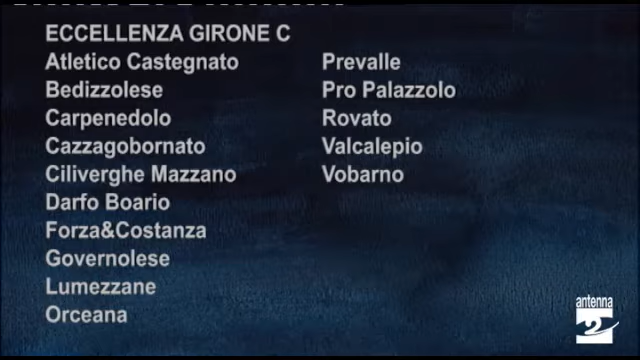 ECCELLENZA GIRONE C
Atletico Castegnato
Bedizzolese
Carpenedolo
Cazzagobornato
Ciliverghe Mazzano
Darfo Boario
Forza&Costanza
Governolese
Lumezzane
Orceana
Prevalle
Pro Palazzolo
Rovato
Valcalepio
Vobarno
antenna
2